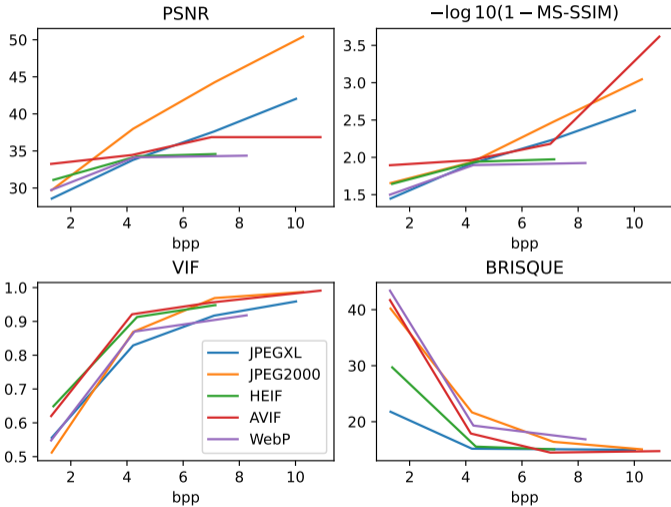 PSNR
50
45
40
35
30
2 4 6 8 10
bpp
−log 10(1 − MS-SSIM)
3.5
3.0
2.5
2.0
1.5
2 4 6 8 10
bpp
VIF
1.0
0.9
0.8
0.7
0.6
0.5
JPEGXL
JPEG2000
HEIF
AVIF
WebP
2 4 6 8 10
bpp
BRISQUE
40
30
20
2 4 6 8 10
bpp